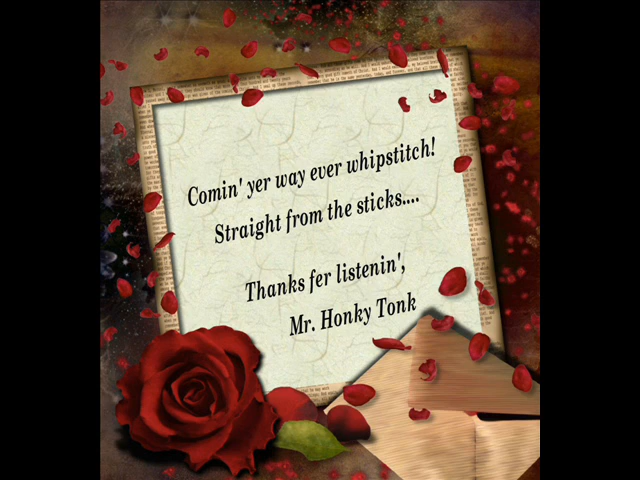 Comin' yer way ever whipstitch!
Straight from the sticks....
Thanks fer listenin',
Mr. Honky Tonk